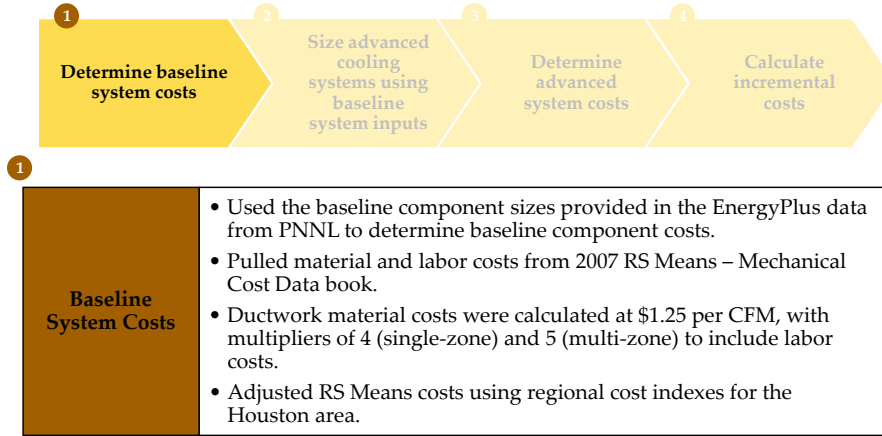 1
2
3
4
Determine baseline
system costs
Size advanced
cooling
systems using
baseline
system inputs
Determine
advanced
system costs
Calculate
incremental
costs
1
Baseline
System Costs
• Used the baseline component sizes provided in the EnergyPlus data
from PNNL to determine baseline component costs.
• Pulled material and labor costs from 2007 RS Means – Mechanical
Cost Data book.
• Ductwork material costs were calculated at $1.25 per CFM, with
multipliers of 4 (single-zone) and 5 (multi-zone) to include labor
costs.
• Adjusted RS Means costs using regional cost indexes for the
Houston area.